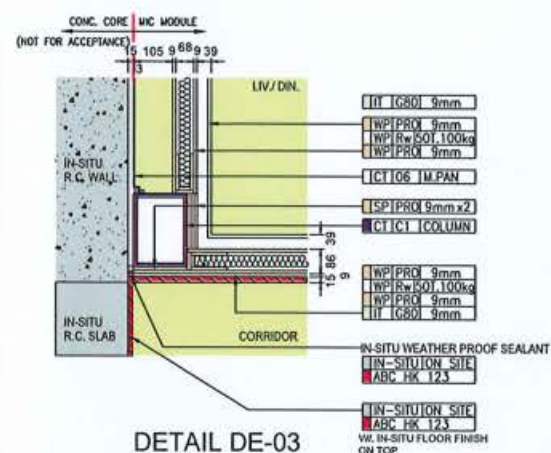 CONC. CORE MIC MODULE
(NOT FOR ACCEPTANCE)
15 105 9 68 9 39
3
LIV./ DIN.
IT G80 9mm
WP PRO 9mm
WP Rw 50T.100kg
WP PRO 9mm
IN-SITU
R.C. WALL
CT 06 M.PAN
SP PRO 9mm x2
CT C1 COLUMN
39
86
15 9
WP PRO 9mm
WP Rw 50T.100kg
WP PRO 9mm
IT G80 9mm
IN-SITU
R.C. SLAB
CORRIDOR
IN-SITU WEATHER PROOF SEALANT
IN-SITU ON SITE
ABC HK 123
IN-SITU ON SITE
ABC HK 123
W/. IN-SITU FLOOR FINISH
ON TOP
DETAIL DE-03